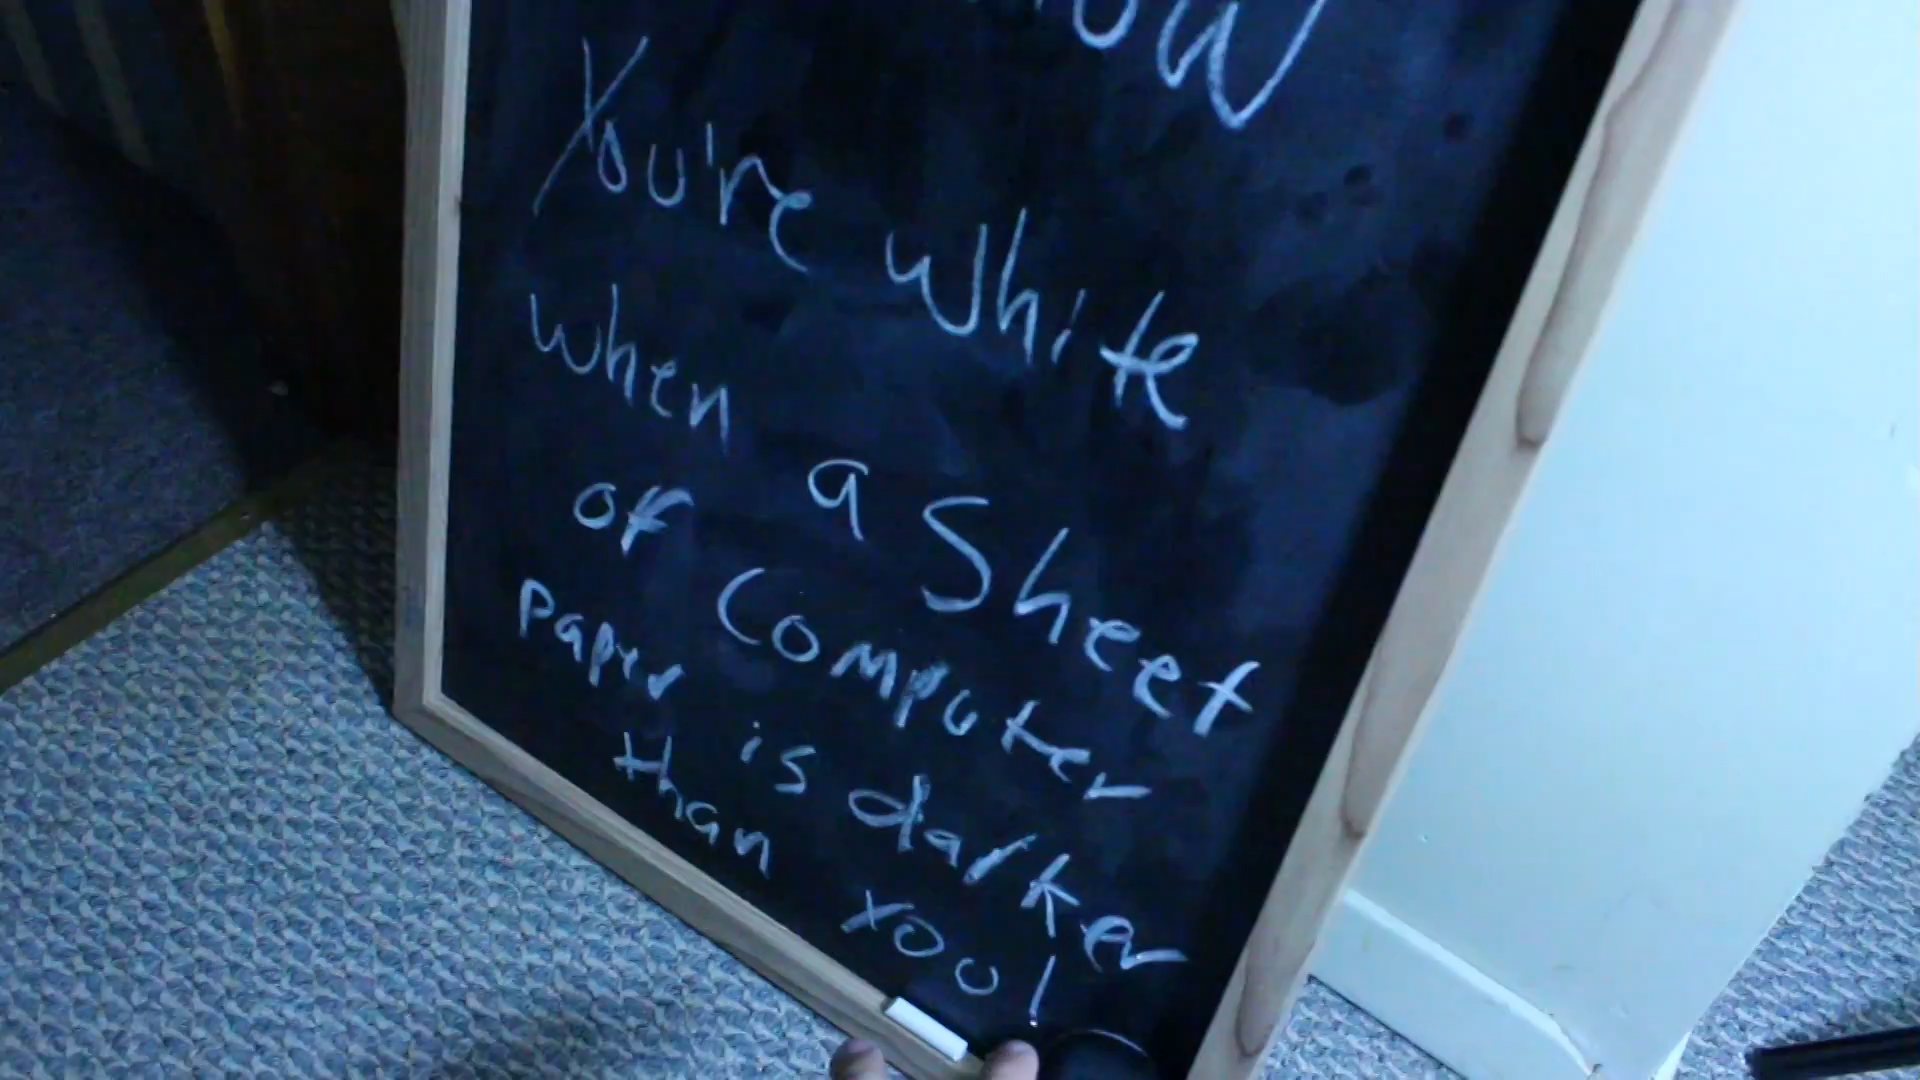 You're white
when a sheet
of computer
paper is darker
than you!